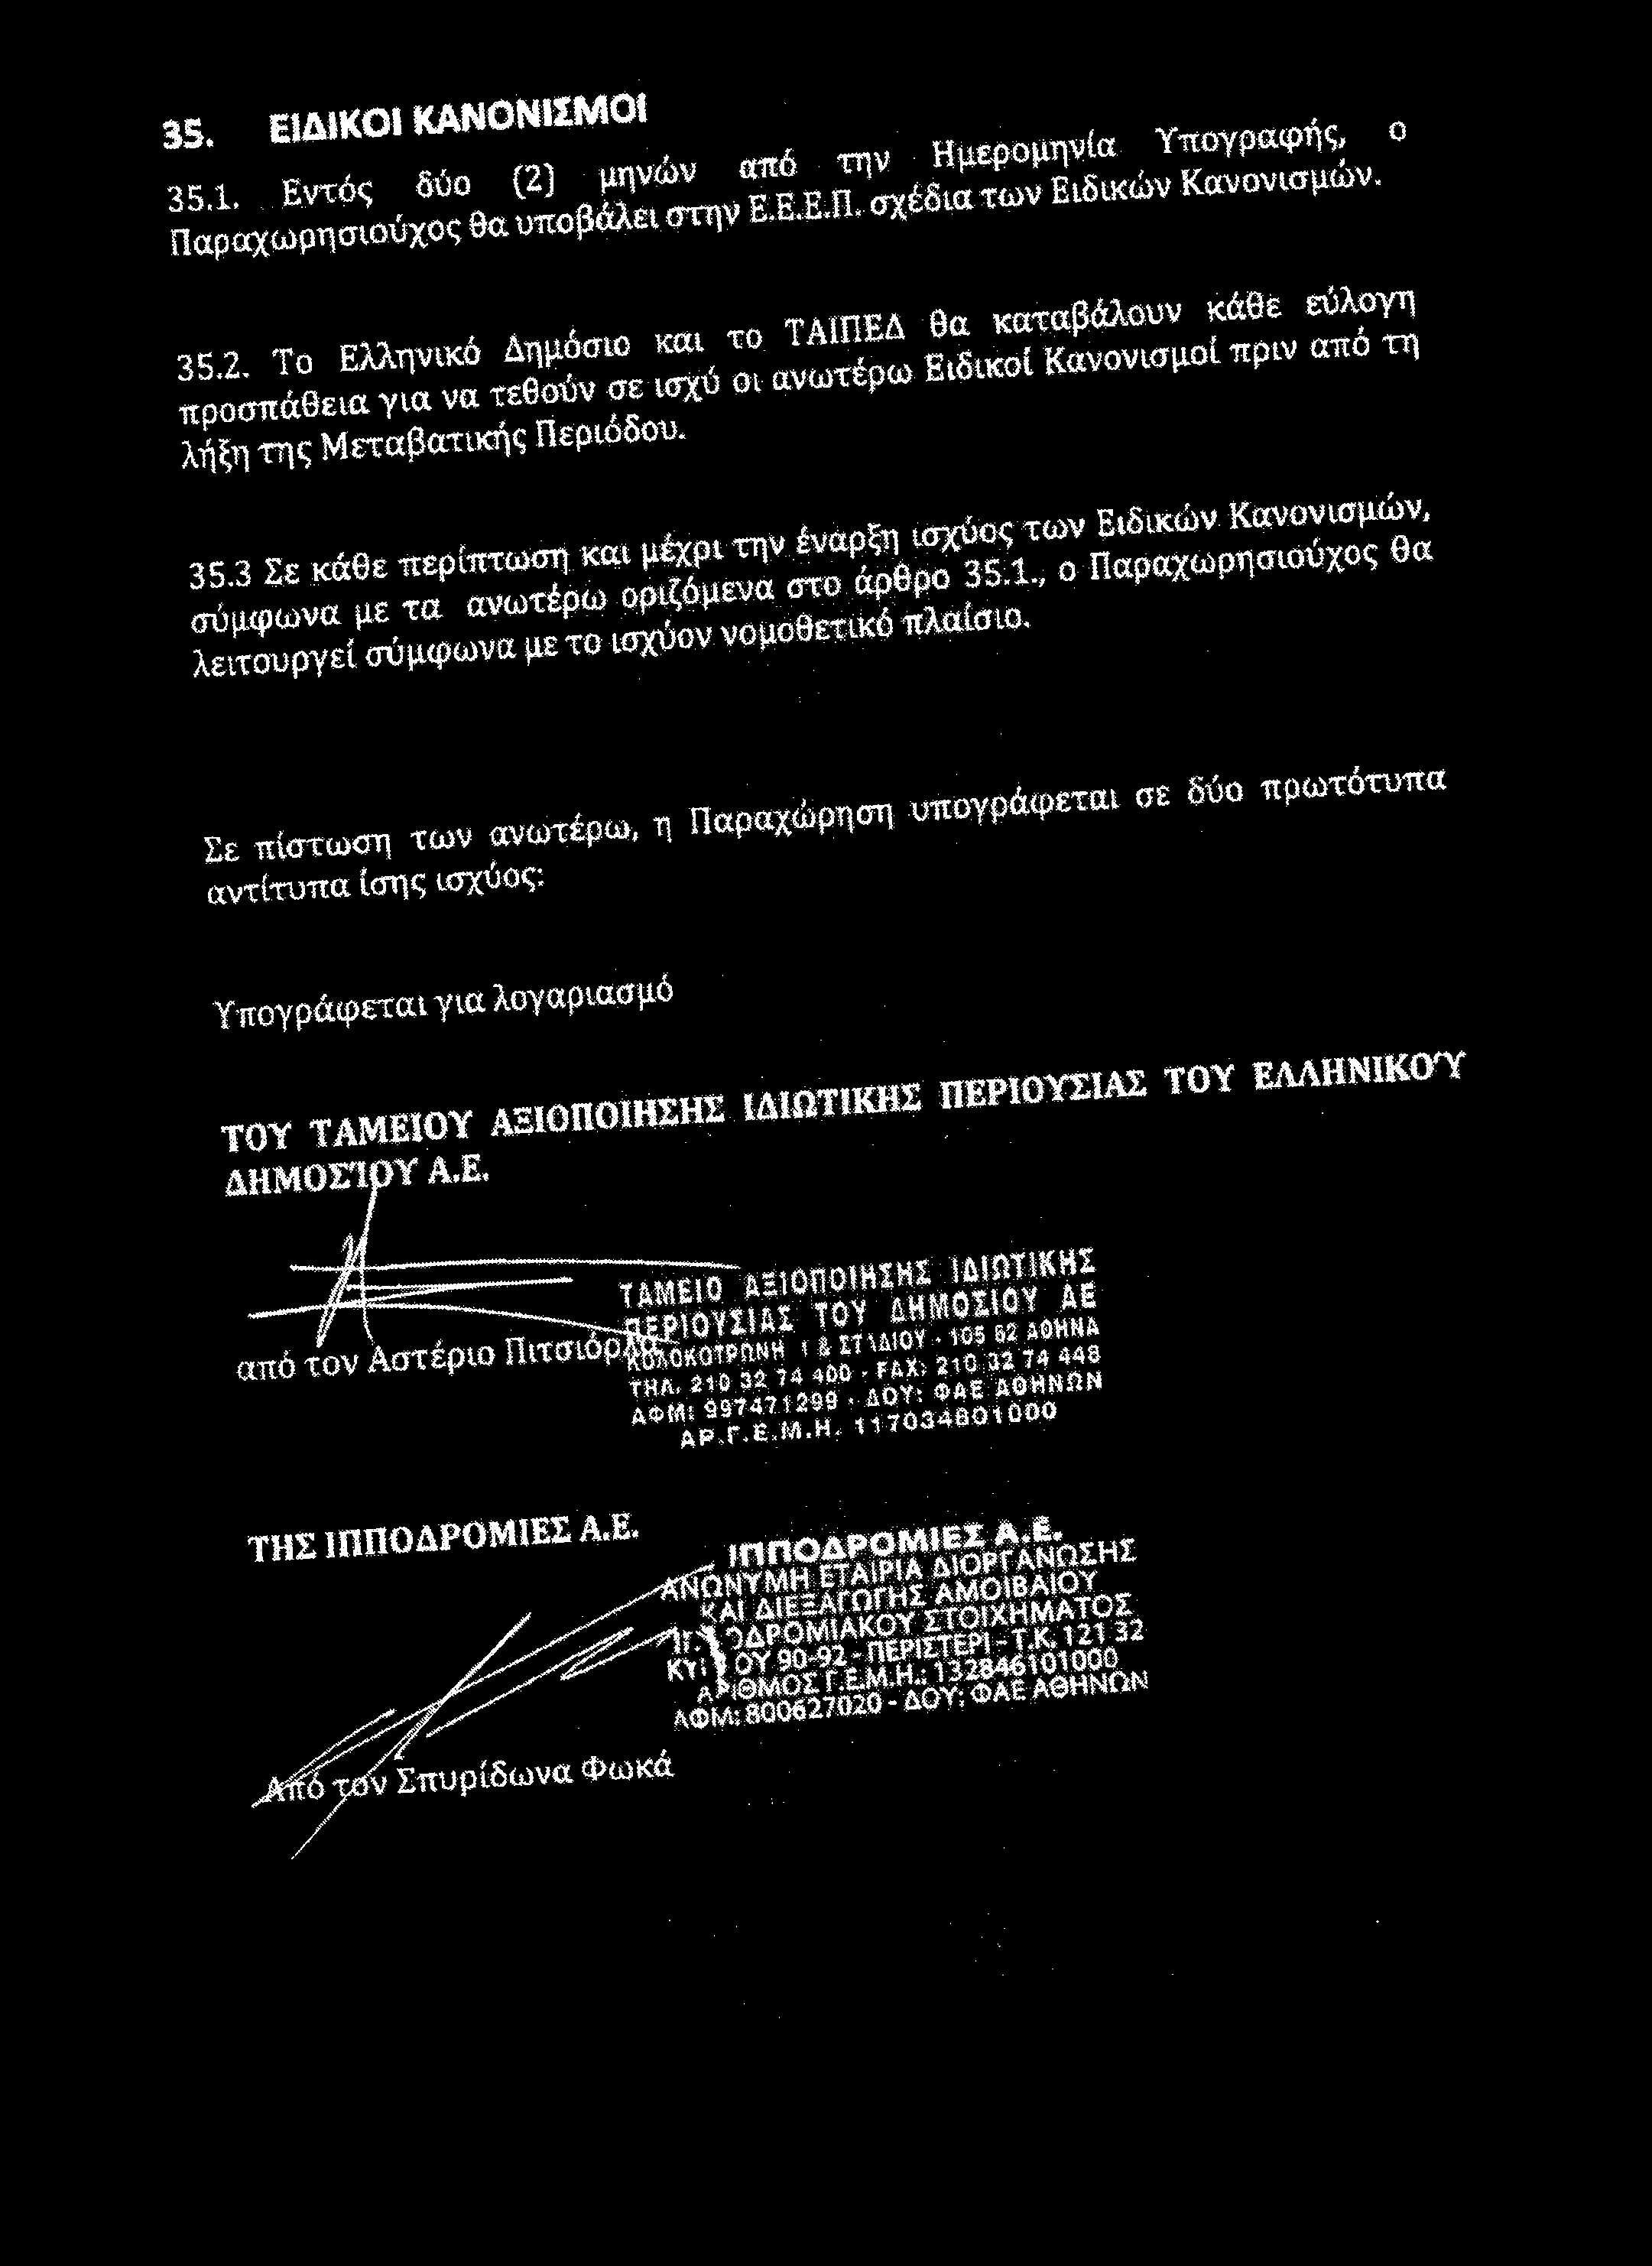 35. ΕΙΔΙΚΟΙ ΚΑΝΟΝΙΣΜΟΙ
35.1. Εντός δύο (2) μηνών από την Ημερομηνία Υπογραφής, ο
Παραχωρησιούχος θα υποβάλει στην Ε.Ε.Ε.Π. σχέδια των Ειδικών Κανονισμών.
35.2. Το Ελληνικό Δημόσιο και το ΤΑΙΠΕΔ θα καταβάλουν κάθε εύλογη
προσπάθεια για να τεθούν σε ισχύ οι ανωτέρω Ειδικοί Κανονισμοί πριν από τη
λήξη της Μεταβατικής Περιόδου.
35.3 Σε κάθε περίπτωση και μέχρι την έναρξη ισχύος των Ειδικών Κανονισμών,
σύμφωνα με τα ανωτέρω οριζόμενα στο άρθρο 35.1., ο Παραχωρησιούχος θα
λειτουργεί σύμφωνα με το ισχύον νομοθετικό πλαίσιο.
Σε πίστωση των ανωτέρω, η Παραχώρηση υπογράφεται σε δύο πρωτότυπα
αντίτυπα ίσης ισχύος:
Υπογράφεται για λογαριασμό
ΤΟΥ ΤΑΜΕΙΟΥ ΑΞΙΟΠΟΙΗΣΗΣ ΙΔΙΩΤΙΚΗΣ ΠΕΡΙΟΥΣΙΑΣ ΤΟΥ ΕΛΛΗΝΙΚΟΎ
ΔΗΜΟΣΊΟΥ Α.Ε.
ΤΑΜΕΙΟ ΑΞΙΟΠΟΙΗΣΗΣ ΙΔΙΩΤΙΚΗΣ
ΠΕΡΙΟΥΣΙΑΣ ΤΟΥ ΔΗΜΟΣΙΟΥ ΑΕ
ΚΟΛΟΚΟΤΡΩΝΗ 1 & ΣΤΑΔΙΟΥ · 105 62 ΑΘΗΝΑ
ΤΗΛ. 210 32 74 400 - FAX: 210 32 74 448
ΑΦΜ: 997471299 · ΔΟΥ: ΦΑΕ ΑΘΗΝΩΝ
ΑΡ.Γ.Ε.Μ.Η. 117034801000
από τον Αστέριο Πιτσιόρλα
ΤΗΣ ΙΠΠΟΔΡΟΜΙΕΣ Α.Ε.
ΙΠΠΟΔΡΟΜΙΕΣ Α.Ε.
ΑΝΩΝΥΜΗ ΕΤΑΙΡΙΑ ΔΙΟΡΓΑΝΩΣΗΣ
ΚΑΙ ΔΙΕΞΑΓΩΓΗΣ ΑΜΟΙΒΑΙΟΥ
ΙΠΠΟΔΡΟΜΙΑΚΟΥ ΣΤΟΙΧΗΜΑΤΟΣ
90-92 - ΠΕΡΙΣΤΕΡΙ - Τ.Κ. 121 32
ΑΡΙΘΜΟΣ Γ.Ε.Μ.Η.: 132846101000
ΑΦΜ: 800627020 - ΔΟΥ: ΦΑΕ ΑΘΗΝΩΝ
Από τον Σπυρίδωνα Φωκά